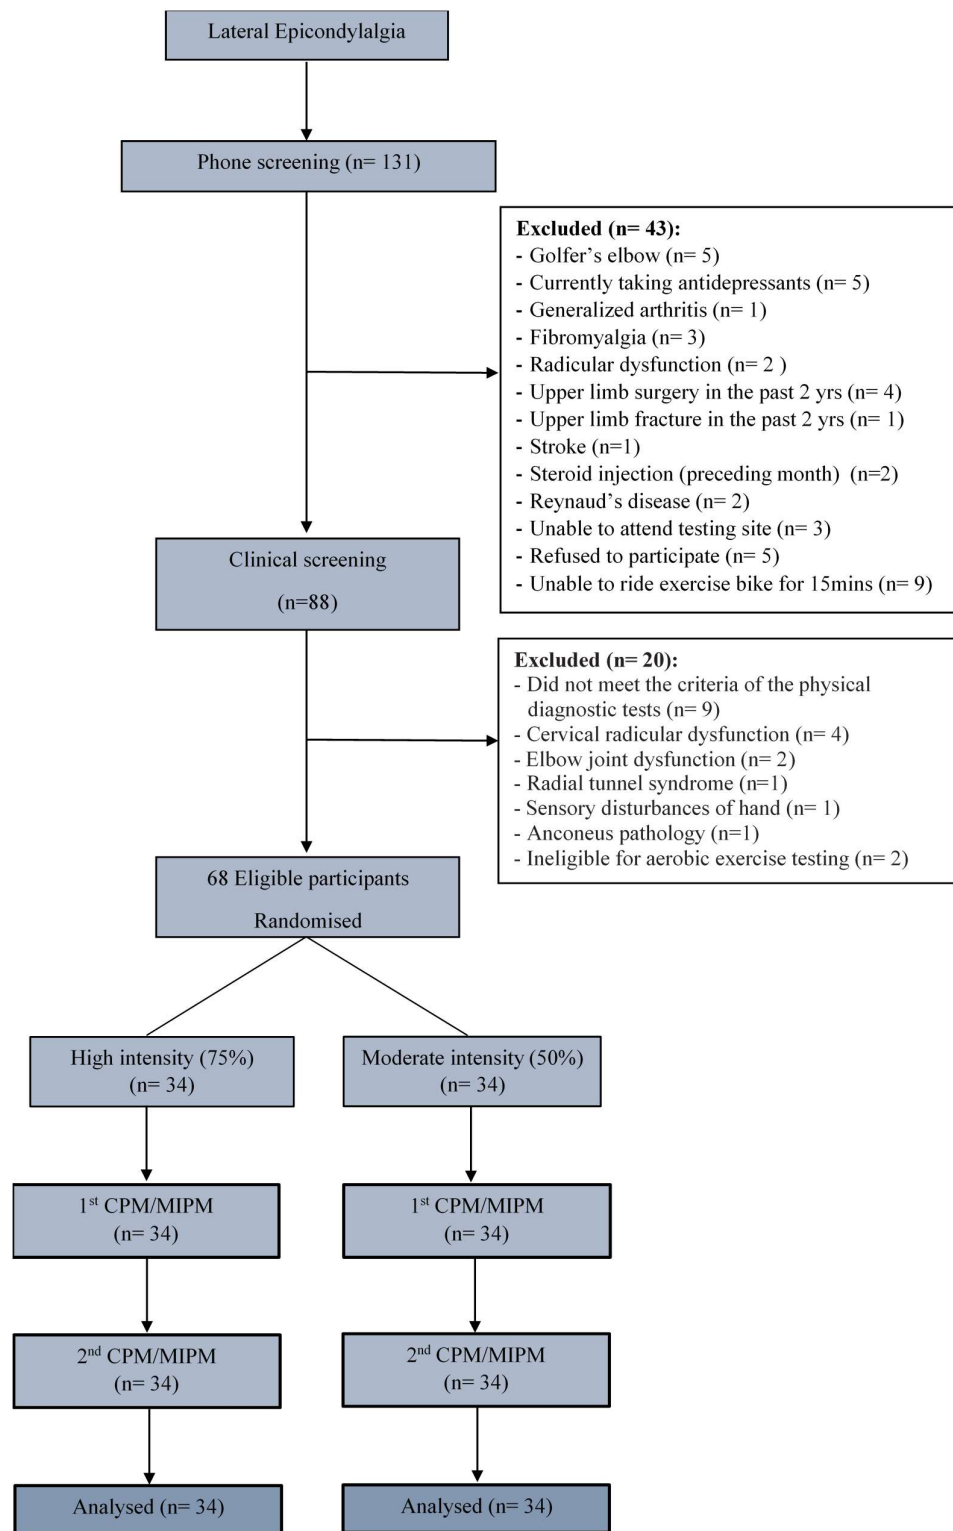 Lateral Epicondylalgia
Phone screening (n= 131)
Excluded (n= 43):
- Golfer's elbow (n= 5)
- Currently taking antidepressants (n= 5)
- Generalized arthritis (n= 1)
- Fibromyalgia (n= 3)
- Radicular dysfunction (n= 2 )
- Upper limb surgery in the past 2 yrs (n= 4)
- Upper limb fracture in the past 2 yrs (n= 1)
- Stroke (n=1)
- Steroid injection (preceding month) (n=2)
- Reynaud's disease (n= 2)
- Unable to attend testing site (n= 3)
- Refused to participate (n= 5)
- Unable to ride exercise bike for 15mins (n= 9)
Clinical screening
(n=88)
Excluded (n= 20):
- Did not meet the criteria of the physical
diagnostic tests (n= 9)
- Cervical radicular dysfunction (n= 4)
- Elbow joint dysfunction (n= 2)
- Radial tunnel syndrome (n=1)
- Sensory disturbances of hand (n= 1)
- Anconeus pathology (n=1)
- Ineligible for aerobic exercise testing (n= 2)
68 Eligible participants
Randomised
High intensity (75%)
(n= 34)
Moderate intensity (50%)
(n= 34)
1st CPM/MIPM
(n= 34)
1st CPM/MIPM
(n= 34)
2nd CPM/MIPM
(n= 34)
2nd CPM/MIPM
(n= 34)
Analysed (n= 34)
Analysed (n= 34)